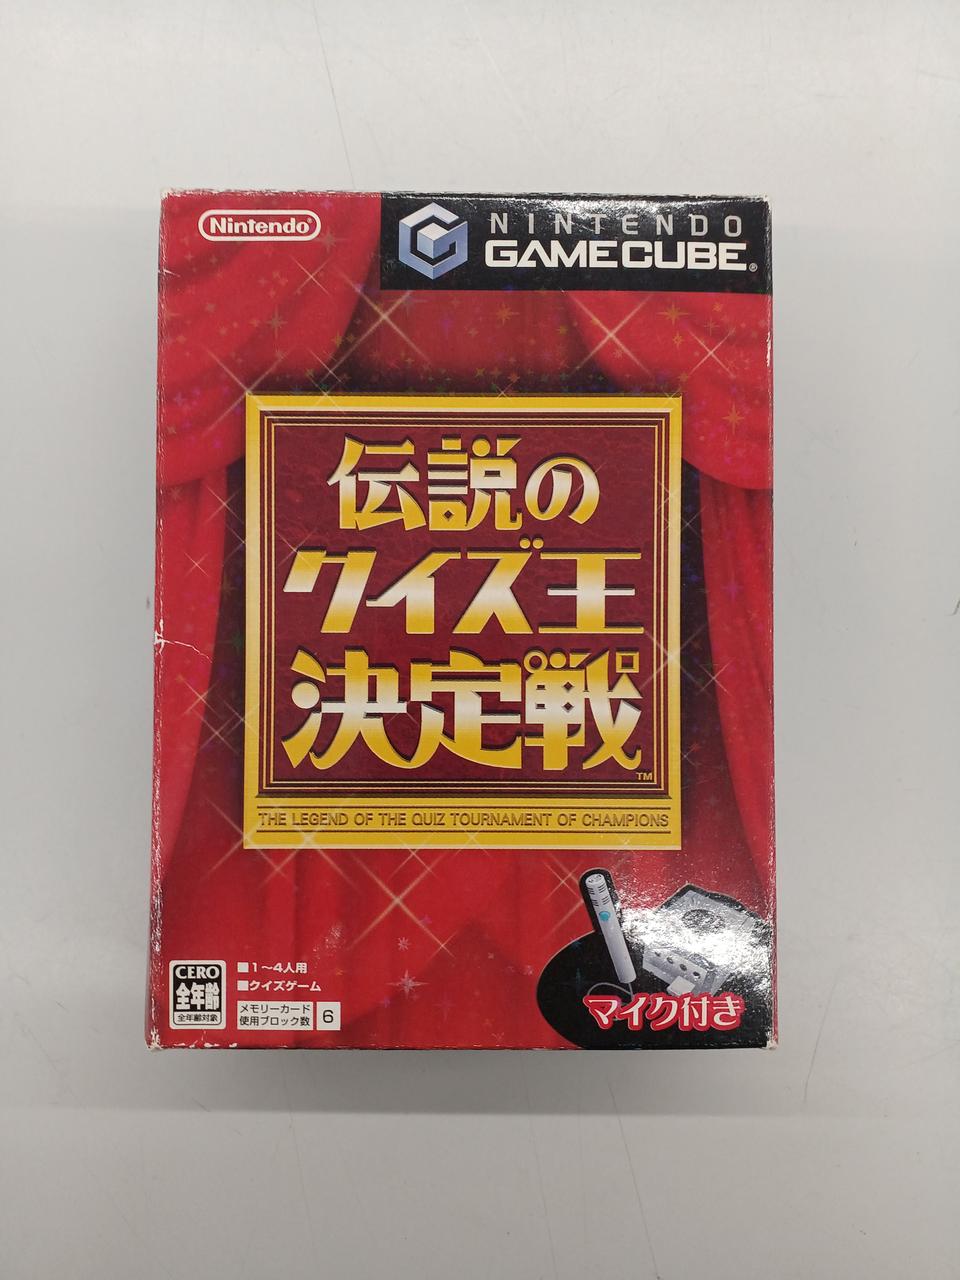 Nintendo®
NINTENDO
GAMECUBE®
伝説の
クイズ王
決定戦
TM
THE LEGEND OF THE QUIZ TOURNAMENT OF CHAMPIONS
CERO
全年齢
全年齢対象
■1〜4人用
■クイズゲーム
メモリーカード
使用ブロック数
6
マイク付き